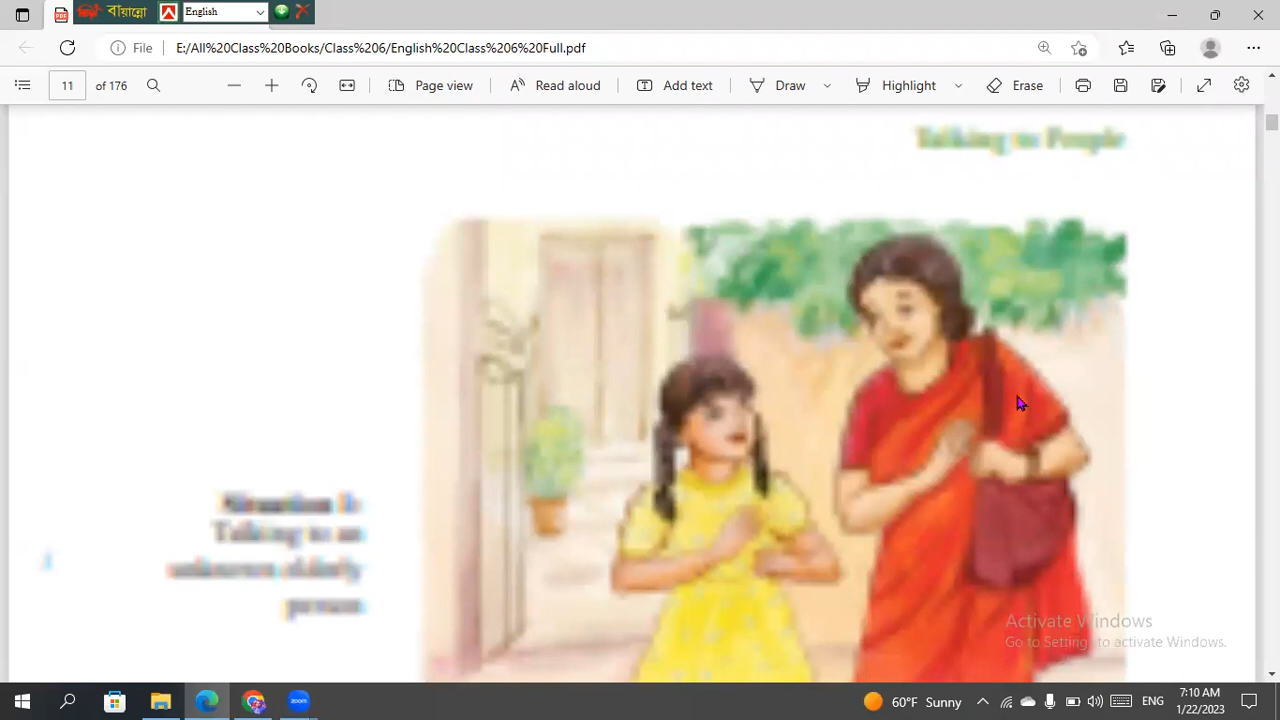 বায়ান্নো English
File E:/All%20Class%20Books/Class%206/English%20Class%206%20Full.pdf
11 of 176 Page view Read aloud Add text Draw Highlight Erase
Talking to People
Situation
Talking to an
unknown elderly
person
Activate Windows
Go to Settings to activate Windows.
zoom 60°F Sunny ENG 7:10 AM
1/22/2023